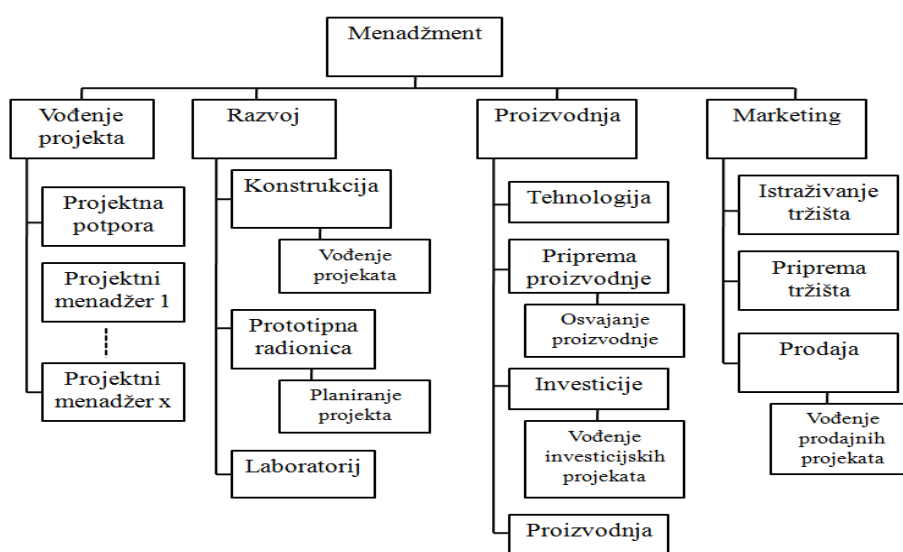 Menadžment
Vođenje
projekta
Projektna
potpora
Projektni
menadžer 1
Projektni
menadžer x
Razvoj
Konstrukcija
Vođenje
projekata
Prototipna
radionica
Planiranje
projekta
Laboratorij
Proizvodnja
Tehnologija
Priprema
proizvodnje
Osvajanje
proizvodnje
Investicije
Vođenje
investicijskih
projekata
Proizvodnja
Marketing
Istraživanje
tržišta
Priprema
tržišta
Prodaja
Vođenje
prodajnih
projekata